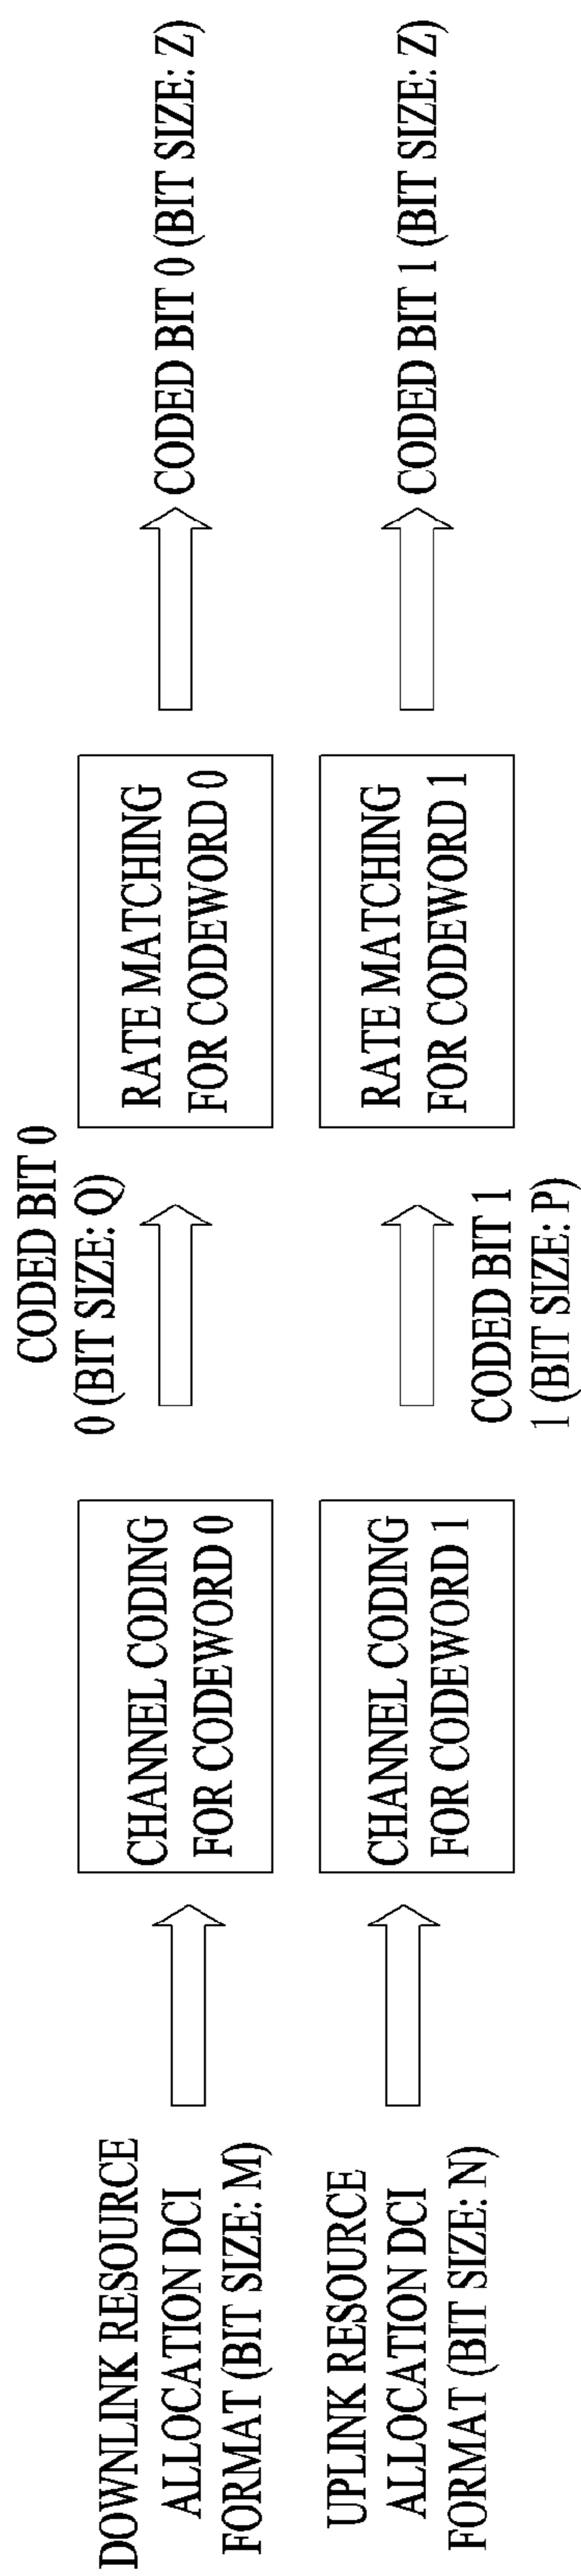 DOWNLINK RESOURCE
ALLOCATION DCI
FORMAT (BIT SIZE: M)
CHANNEL CODING
FOR CODEWORD 0
CODED BIT 0
0 (BIT SIZE: Q)
RATE MATCHING
FOR CODEWORD 0
CODED BIT 0 (BIT SIZE: Z)
UPLINK RESOURCE
ALLOCATION DCI
FORMAT (BIT SIZE: N)
CHANNEL CODING
FOR CODEWORD 1
CODED BIT 1
1 (BIT SIZE: P)
RATE MATCHING
FOR CODEWORD 1
CODED BIT 1 (BIT SIZE: Z)